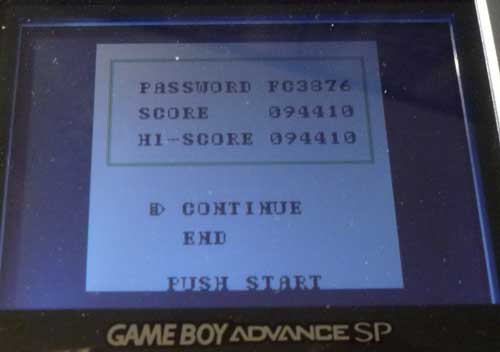 PASSWORD FC3876
SCORE 094410
HI-SCORE 094410
CONTINUE
END
PUSH START
GAME BOY ADVANCE SP